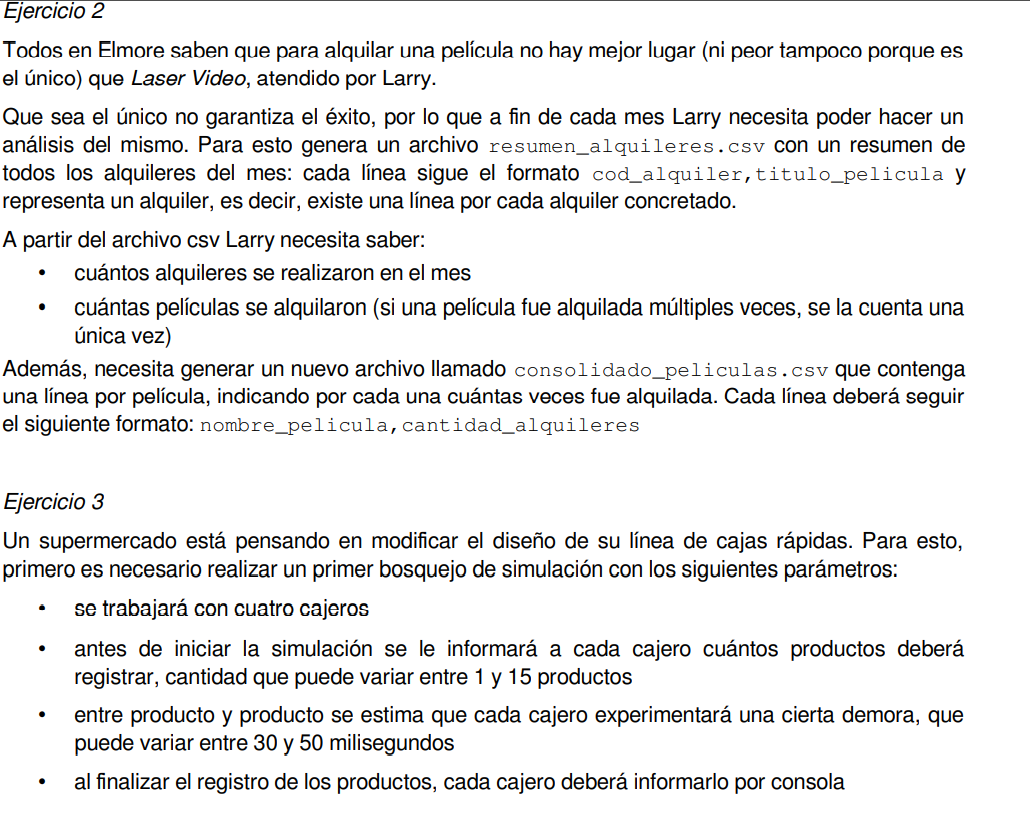 Ejercicio 2
Todos en Elmore saben que para alquilar una película no hay mejor lugar (ni peor tampoco porque es
el único) que Laser Video, atendido por Larry.
Que sea el único no garantiza el éxito, por lo que a fin de cada mes Larry necesita poder hacer un
análisis del mismo. Para esto genera un archivo resumen_alquileres.csv con un resumen de
todos los alquileres del mes: cada línea sigue el formato cod_alquiler,titulo_pelicula y
representa un alquiler, es decir, existe una línea por cada alquiler concretado.
A partir del archivo csv Larry necesita saber:
• cuántos alquileres se realizaron en el mes
• cuántas películas se alquilaron (si una película fue alquilada múltiples veces, se la cuenta una
única vez)
Además, necesita generar un nuevo archivo llamado consolidado_peliculas.csv que contenga
una línea por película, indicando por cada una cuántas veces fue alquilada. Cada línea deberá seguir
el siguiente formato: nombre_pelicula,cantidad_alquileres
Ejercicio 3
Un supermercado está pensando en modificar el diseño de su línea de cajas rápidas. Para esto,
primero es necesario realizar un primer bosquejo de simulación con los siguientes parámetros:
• se trabajará con cuatro cajeros
• antes de iniciar la simulación se le informará a cada cajero cuántos productos deberá
registrar, cantidad que puede variar entre 1 y 15 productos
• entre producto y producto se estima que cada cajero experimentará una cierta demora, que
puede variar entre 30 y 50 milisegundos
• al finalizar el registro de los productos, cada cajero deberá informarlo por consola